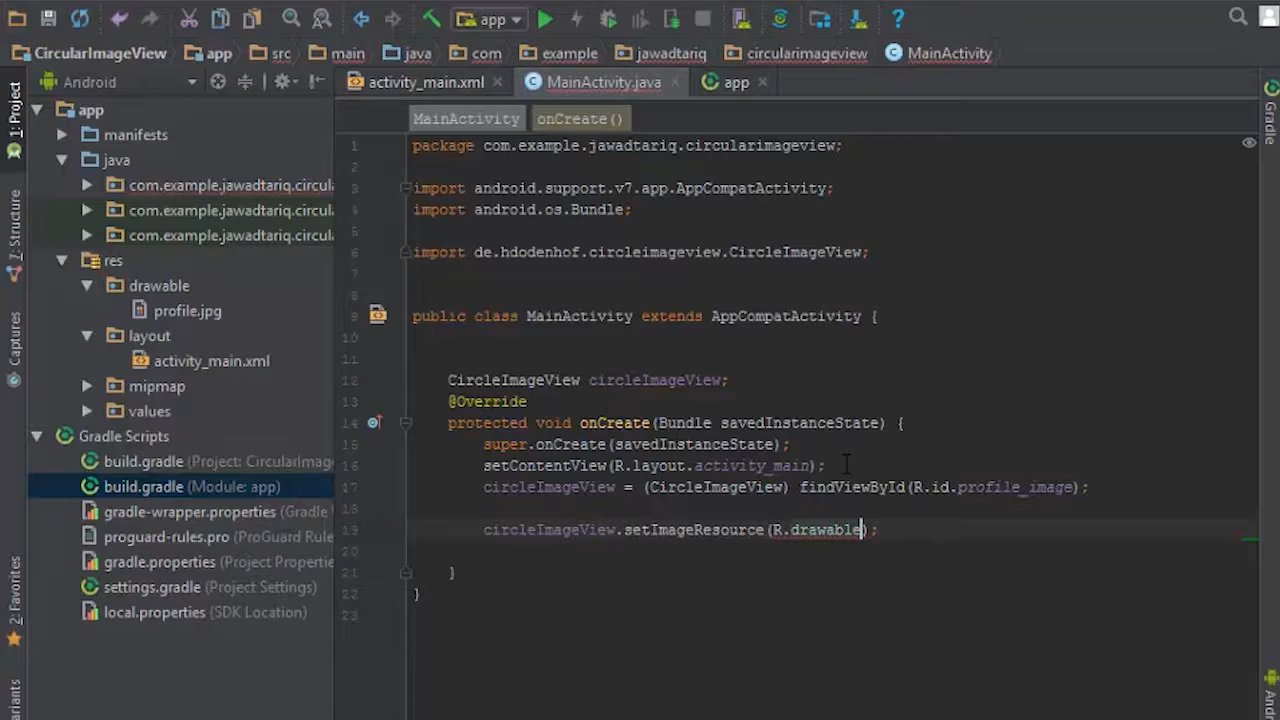 app
CircularImageView app src main java com example jawadtariq circularimageview MainActivity
Android
activity_main.xml MainActivity.java app
1: Project
7: Structure
Captures
2: Favorites
Gradle
app
manifests
java
com.example.jawadtariq.circul
com.example.jawadtariq.circul
com.example.jawadtariq.circul
res
drawable
profile.jpg
layout
activity_main.xml
mipmap
values
Gradle Scripts
build.gradle (Project: CircularImag
build.gradle (Module: app)
gradle-wrapper.properties (Gradle
proguard-rules.pro (ProGuard Rule
gradle.properties (Project Properti
settings.gradle (Project Settings)
local.properties (SDK Location)
MainActivity onCreate()
1 package com.example.jawadtariq.circularimageview;
2
3 import android.support.v7.app.AppCompatActivity;
4 import android.os.Bundle;
5
6 import de.hdodenhof.circleimageview.CircleImageView;
7
8
9 public class MainActivity extends AppCompatActivity {
10
11
12 CircleImageView circleImageView;
13 @Override
14 protected void onCreate(Bundle savedInstanceState) {
15 super.onCreate(savedInstanceState);
16 setContentView(R.layout.activity_main);
17 circleImageView = (CircleImageView) findViewById(R.id.profile_image);
18
19 circleImageView.setImageResource(R.drawable);
20
21 }
22 }
23